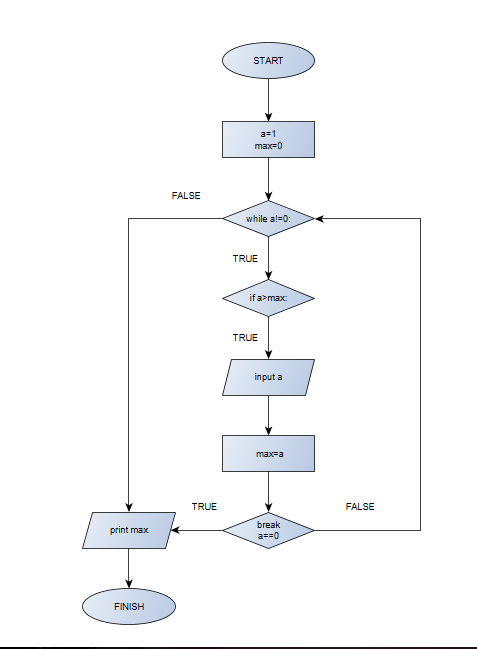 START
a=1
max=0
FALSE
while a!=0:
TRUE
if a>max:
TRUE
input a
max=a
TRUE
FALSE
break
a==0
print max
FINISH